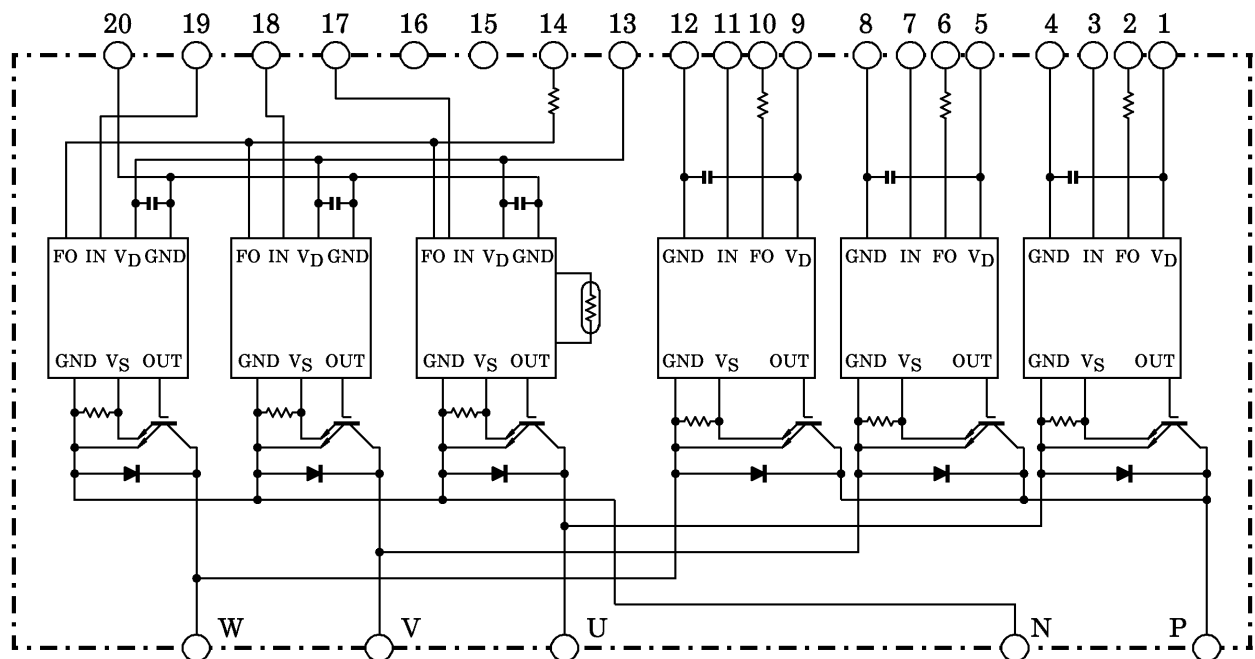 20 19 18 17 16 15 14 13 12 11 10 9 8 7 6 5 4 3 2 1
FO IN VD GND FO IN VD GND FO IN VD GND GND IN FO VD GND IN FO VD GND IN FO VD
GND VS OUT GND VS OUT GND VS OUT GND VS OUT GND VS OUT GND VS OUT
W V U N P